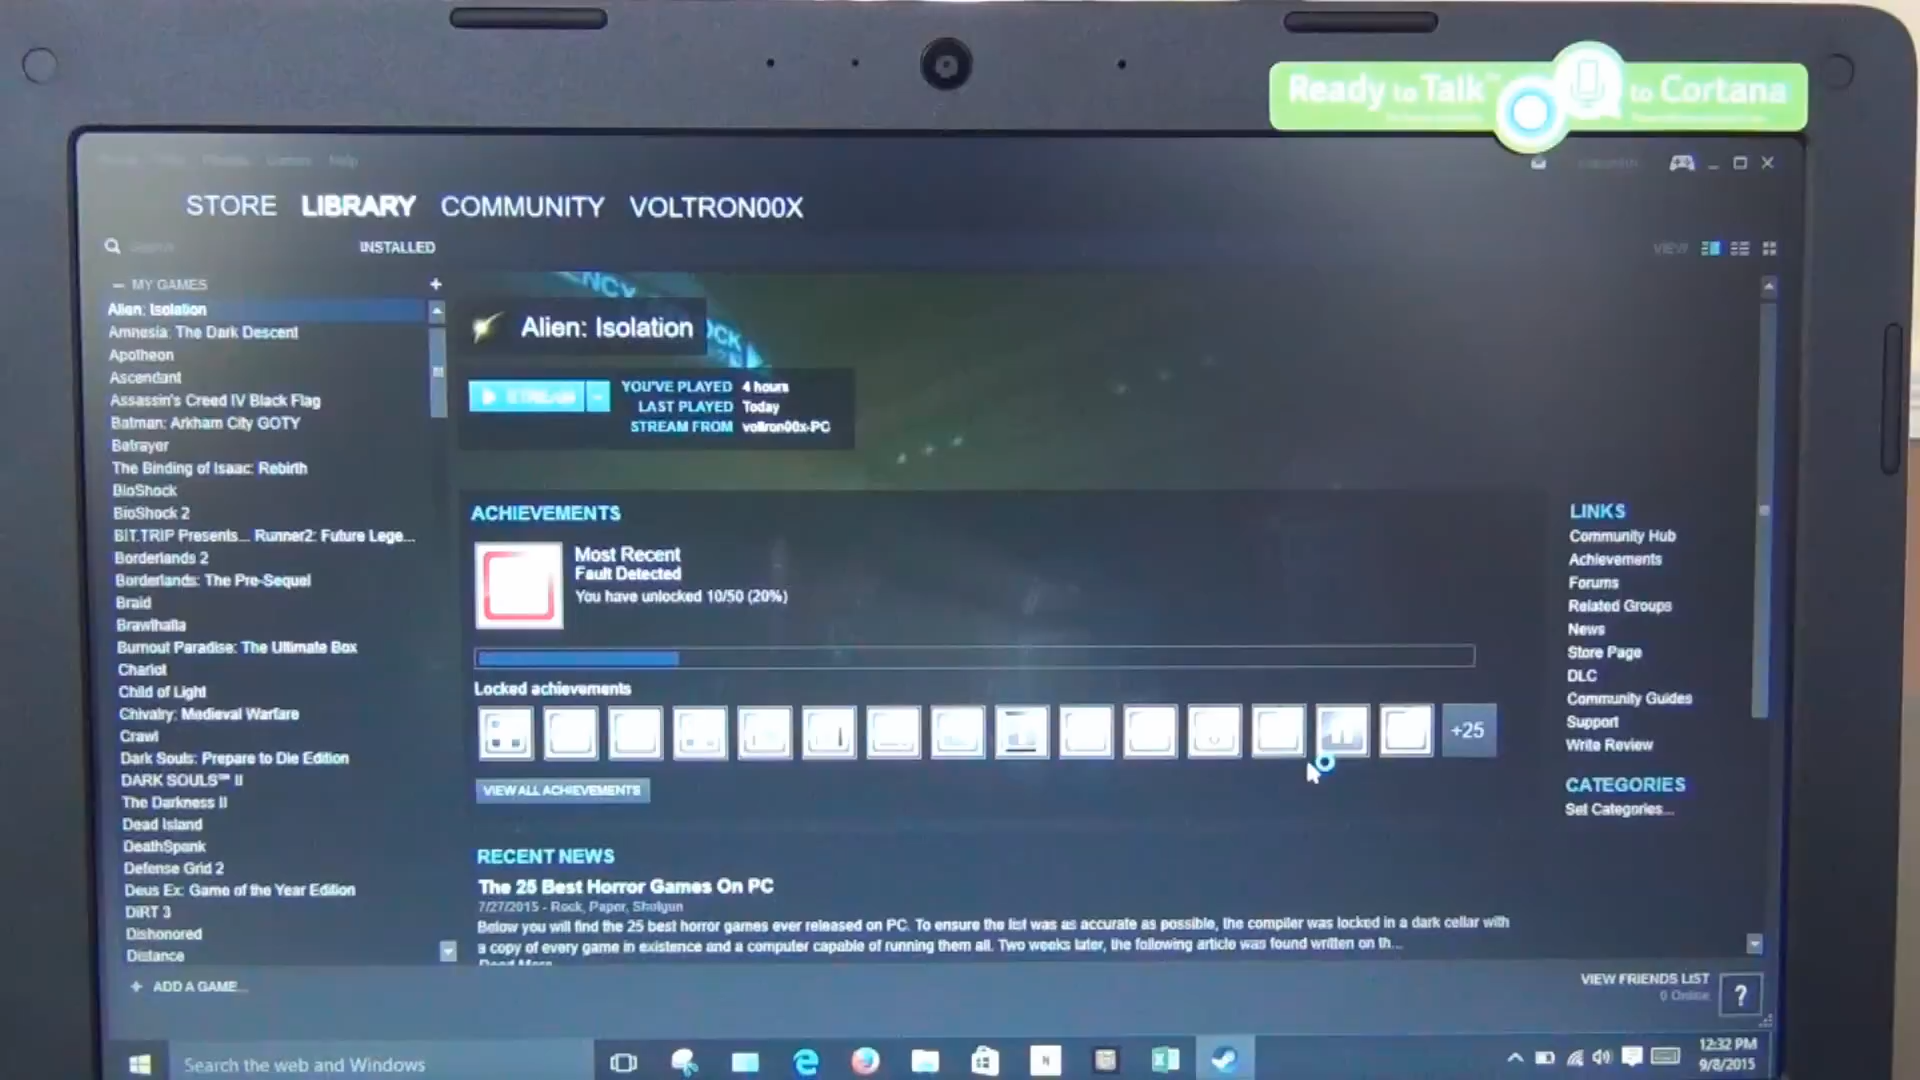 Ready to Talk™ to Cortana
Games Help
STORE LIBRARY COMMUNITY VOLTRON00X
Search INSTALLED VIEW
— MY GAMES +
Alien: Isolation
Amnesia: The Dark Descent
Apotheon
Ascendant
Assassin's Creed IV Black Flag
Batman: Arkham City GOTY
Betrayer
The Binding of Isaac: Rebirth
BioShock
BioShock 2
BIT.TRIP Presents... Runner2: Future Lege...
Borderlands 2
Borderlands: The Pre-Sequel
Braid
Brawlhalla
Burnout Paradise: The Ultimate Box
Chariot
Child of Light
Chivalry: Medieval Warfare
Crawl
Dark Souls: Prepare to Die Edition
DARK SOULS™ II
The Darkness II
Dead Island
DeathSpank
Defense Grid 2
Deus Ex: Game of the Year Edition
DiRT 3
Dishonored
Distance
+ ADD A GAME...
Alien: Isolation
STREAM
YOU'VE PLAYED 4 hours
LAST PLAYED Today
STREAM FROM voltron00x-PC
ACHIEVEMENTS
Most Recent
Fault Detected
You have unlocked 10/50 (20%)
Locked achievements
+25
VIEW ALL ACHIEVEMENTS
RECENT NEWS
The 25 Best Horror Games On PC
7/27/2015 - Rock, Paper, Shotgun
Below you will find the 25 best horror games ever released on PC. To ensure the list was as accurate as possible, the compiler was locked in a dark cellar with
a copy of every game in existence and a computer capable of running them all. Two weeks later, the following article was found written on th...
Read More
LINKS
Community Hub
Achievements
Forums
Related Groups
News
Store Page
DLC
Community Guides
Support
Write Review
CATEGORIES
Set Categories...
VIEW FRIENDS LIST
0 Online
?
Search the web and Windows
12:32 PM
9/8/2015